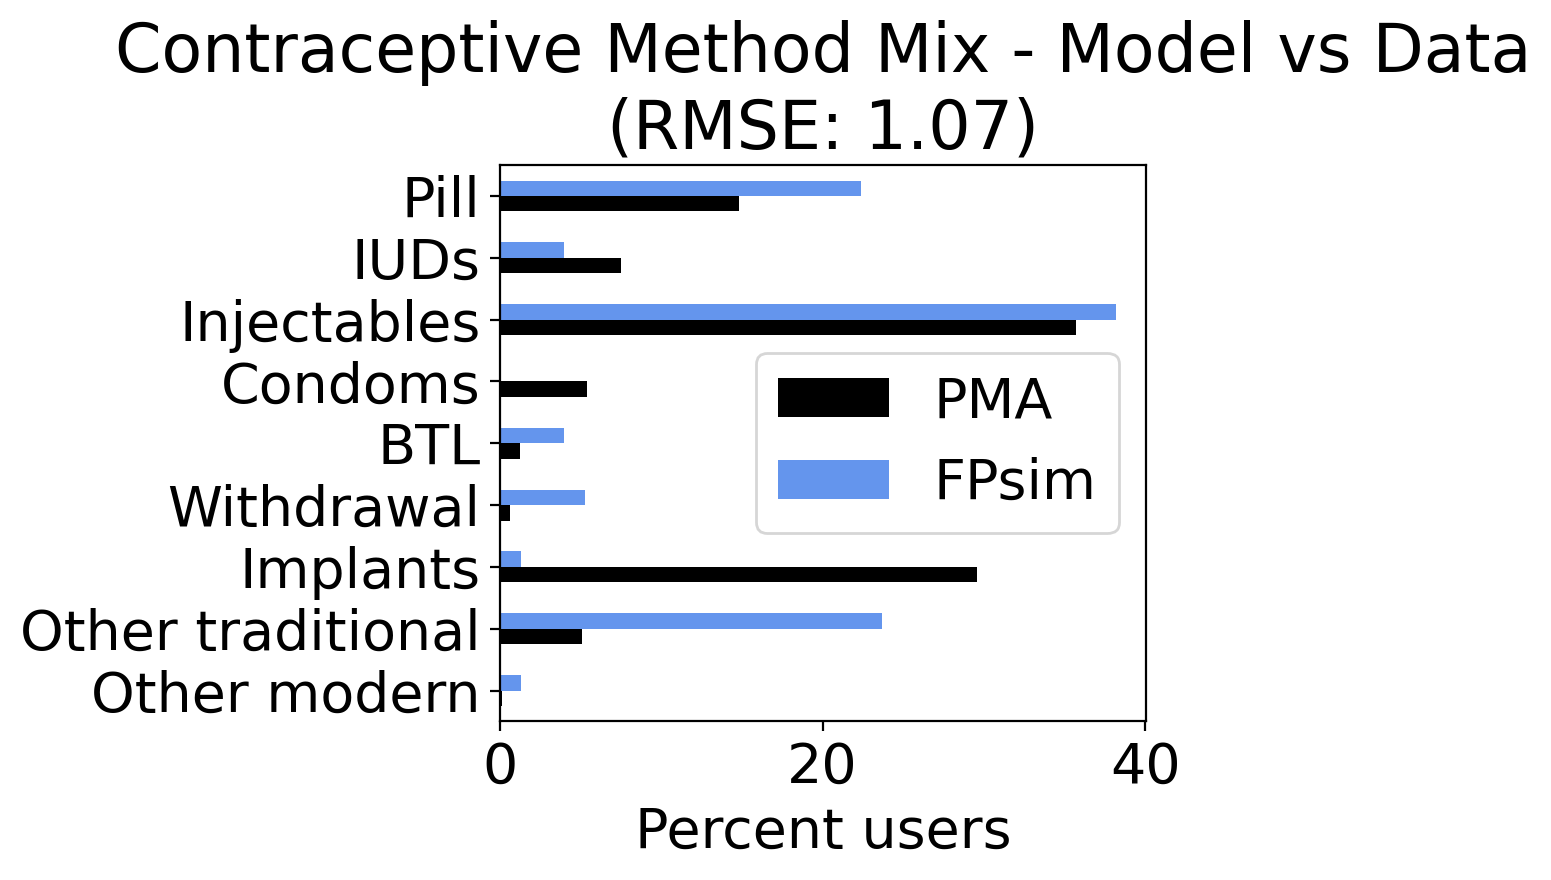 Contraceptive Method Mix - Model vs Data
(RMSE: 1.07)
Pill
IUDs
Injectables
Condoms
BTL
Withdrawal
Implants
Other traditional
Other modern
PMA
FPsim
0 20 40
Percent users